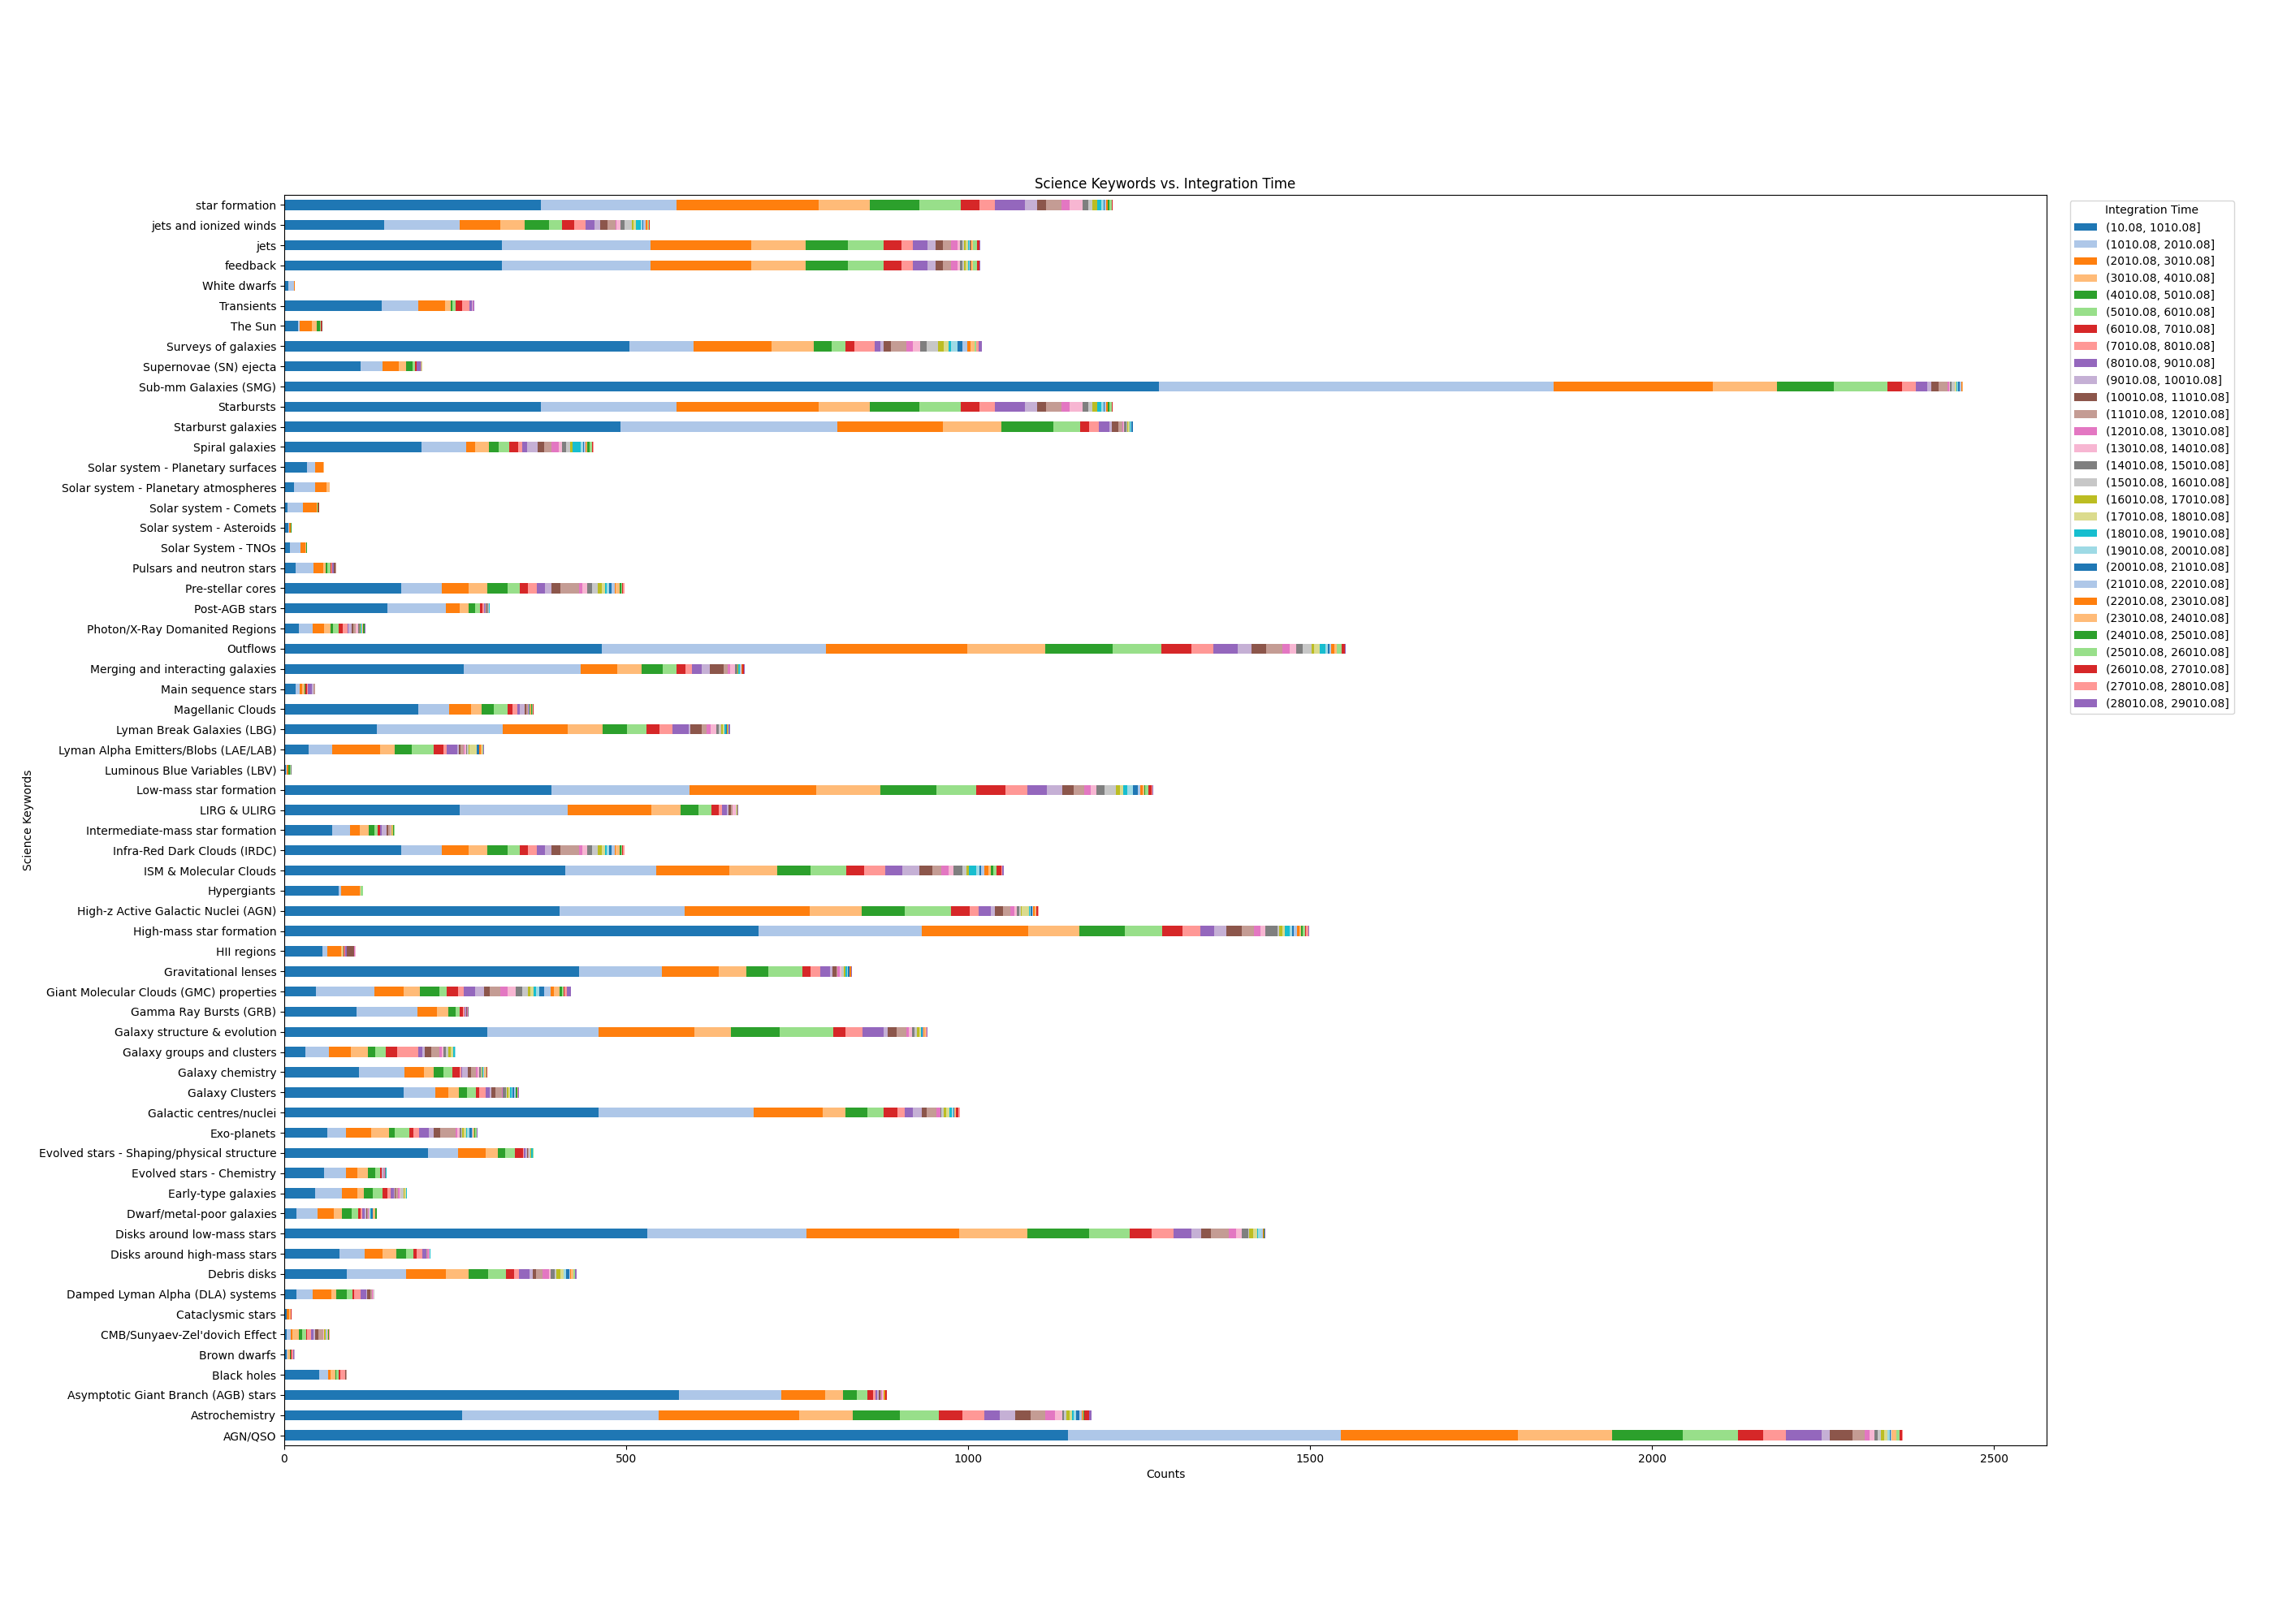 Science Keywords vs. Integration Time
Science Keywords
star formation
jets and ionized winds
jets
feedback
White dwarfs
Transients
The Sun
Surveys of galaxies
Supernovae (SN) ejecta
Sub-mm Galaxies (SMG)
Starbursts
Starburst galaxies
Spiral galaxies
Solar system - Planetary surfaces
Solar system - Planetary atmospheres
Solar system - Comets
Solar system - Asteroids
Solar System - TNOs
Pulsars and neutron stars
Pre-stellar cores
Post-AGB stars
Photon/X-Ray Domanited Regions
Outflows
Merging and interacting galaxies
Main sequence stars
Magellanic Clouds
Lyman Break Galaxies (LBG)
Lyman Alpha Emitters/Blobs (LAE/LAB)
Luminous Blue Variables (LBV)
Low-mass star formation
LIRG & ULIRG
Intermediate-mass star formation
Infra-Red Dark Clouds (IRDC)
ISM & Molecular Clouds
Hypergiants
High-z Active Galactic Nuclei (AGN)
High-mass star formation
HII regions
Gravitational lenses
Giant Molecular Clouds (GMC) properties
Gamma Ray Bursts (GRB)
Galaxy structure & evolution
Galaxy groups and clusters
Galaxy chemistry
Galaxy Clusters
Galactic centres/nuclei
Exo-planets
Evolved stars - Shaping/physical structure
Evolved stars - Chemistry
Early-type galaxies
Dwarf/metal-poor galaxies
Disks around low-mass stars
Disks around high-mass stars
Debris disks
Damped Lyman Alpha (DLA) systems
Cataclysmic stars
CMB/Sunyaev-Zel'dovich Effect
Brown dwarfs
Black holes
Asymptotic Giant Branch (AGB) stars
Astrochemistry
AGN/QSO
0 500 1000 1500 2000 2500
Counts
Integration Time
(10.08, 1010.08]
(1010.08, 2010.08]
(2010.08, 3010.08]
(3010.08, 4010.08]
(4010.08, 5010.08]
(5010.08, 6010.08]
(6010.08, 7010.08]
(7010.08, 8010.08]
(8010.08, 9010.08]
(9010.08, 10010.08]
(10010.08, 11010.08]
(11010.08, 12010.08]
(12010.08, 13010.08]
(13010.08, 14010.08]
(14010.08, 15010.08]
(15010.08, 16010.08]
(16010.08, 17010.08]
(17010.08, 18010.08]
(18010.08, 19010.08]
(19010.08, 20010.08]
(20010.08, 21010.08]
(21010.08, 22010.08]
(22010.08, 23010.08]
(23010.08, 24010.08]
(24010.08, 25010.08]
(25010.08, 26010.08]
(26010.08, 27010.08]
(27010.08, 28010.08]
(28010.08, 29010.08]